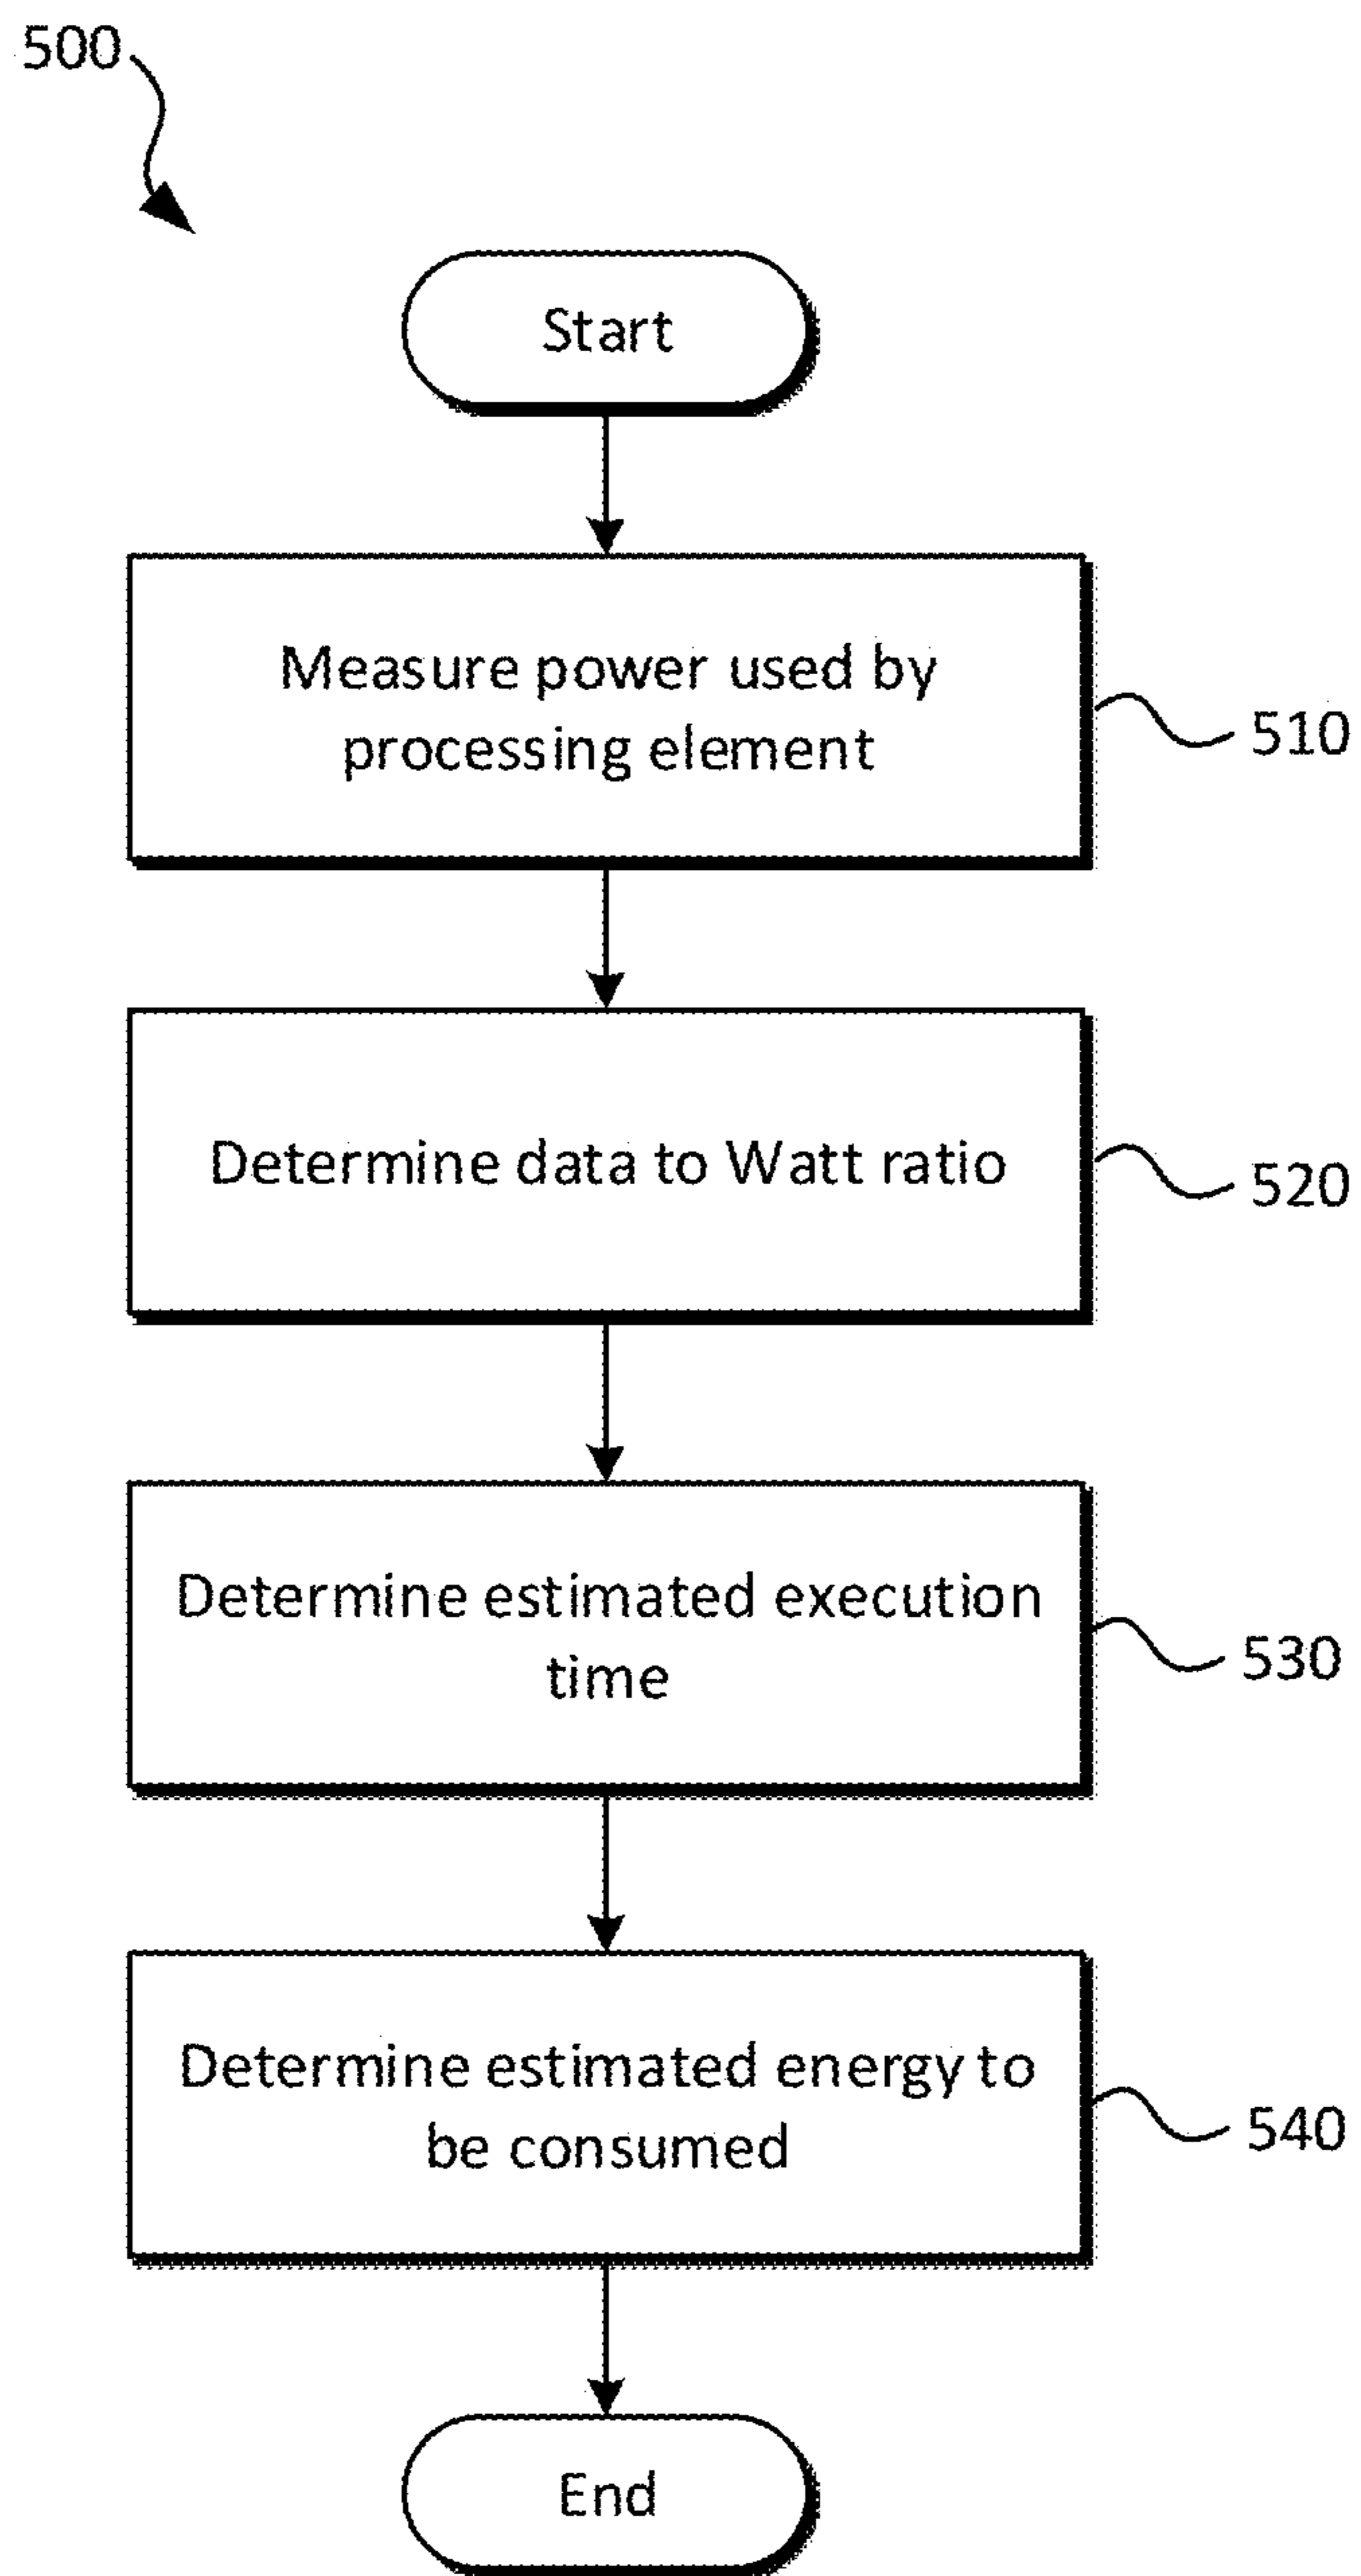 500
Start
Measure power used by
processing element
510
Determine data to Watt ratio
520
Determine estimated execution
time
530
Determine estimated energy to
be consumed
540
End